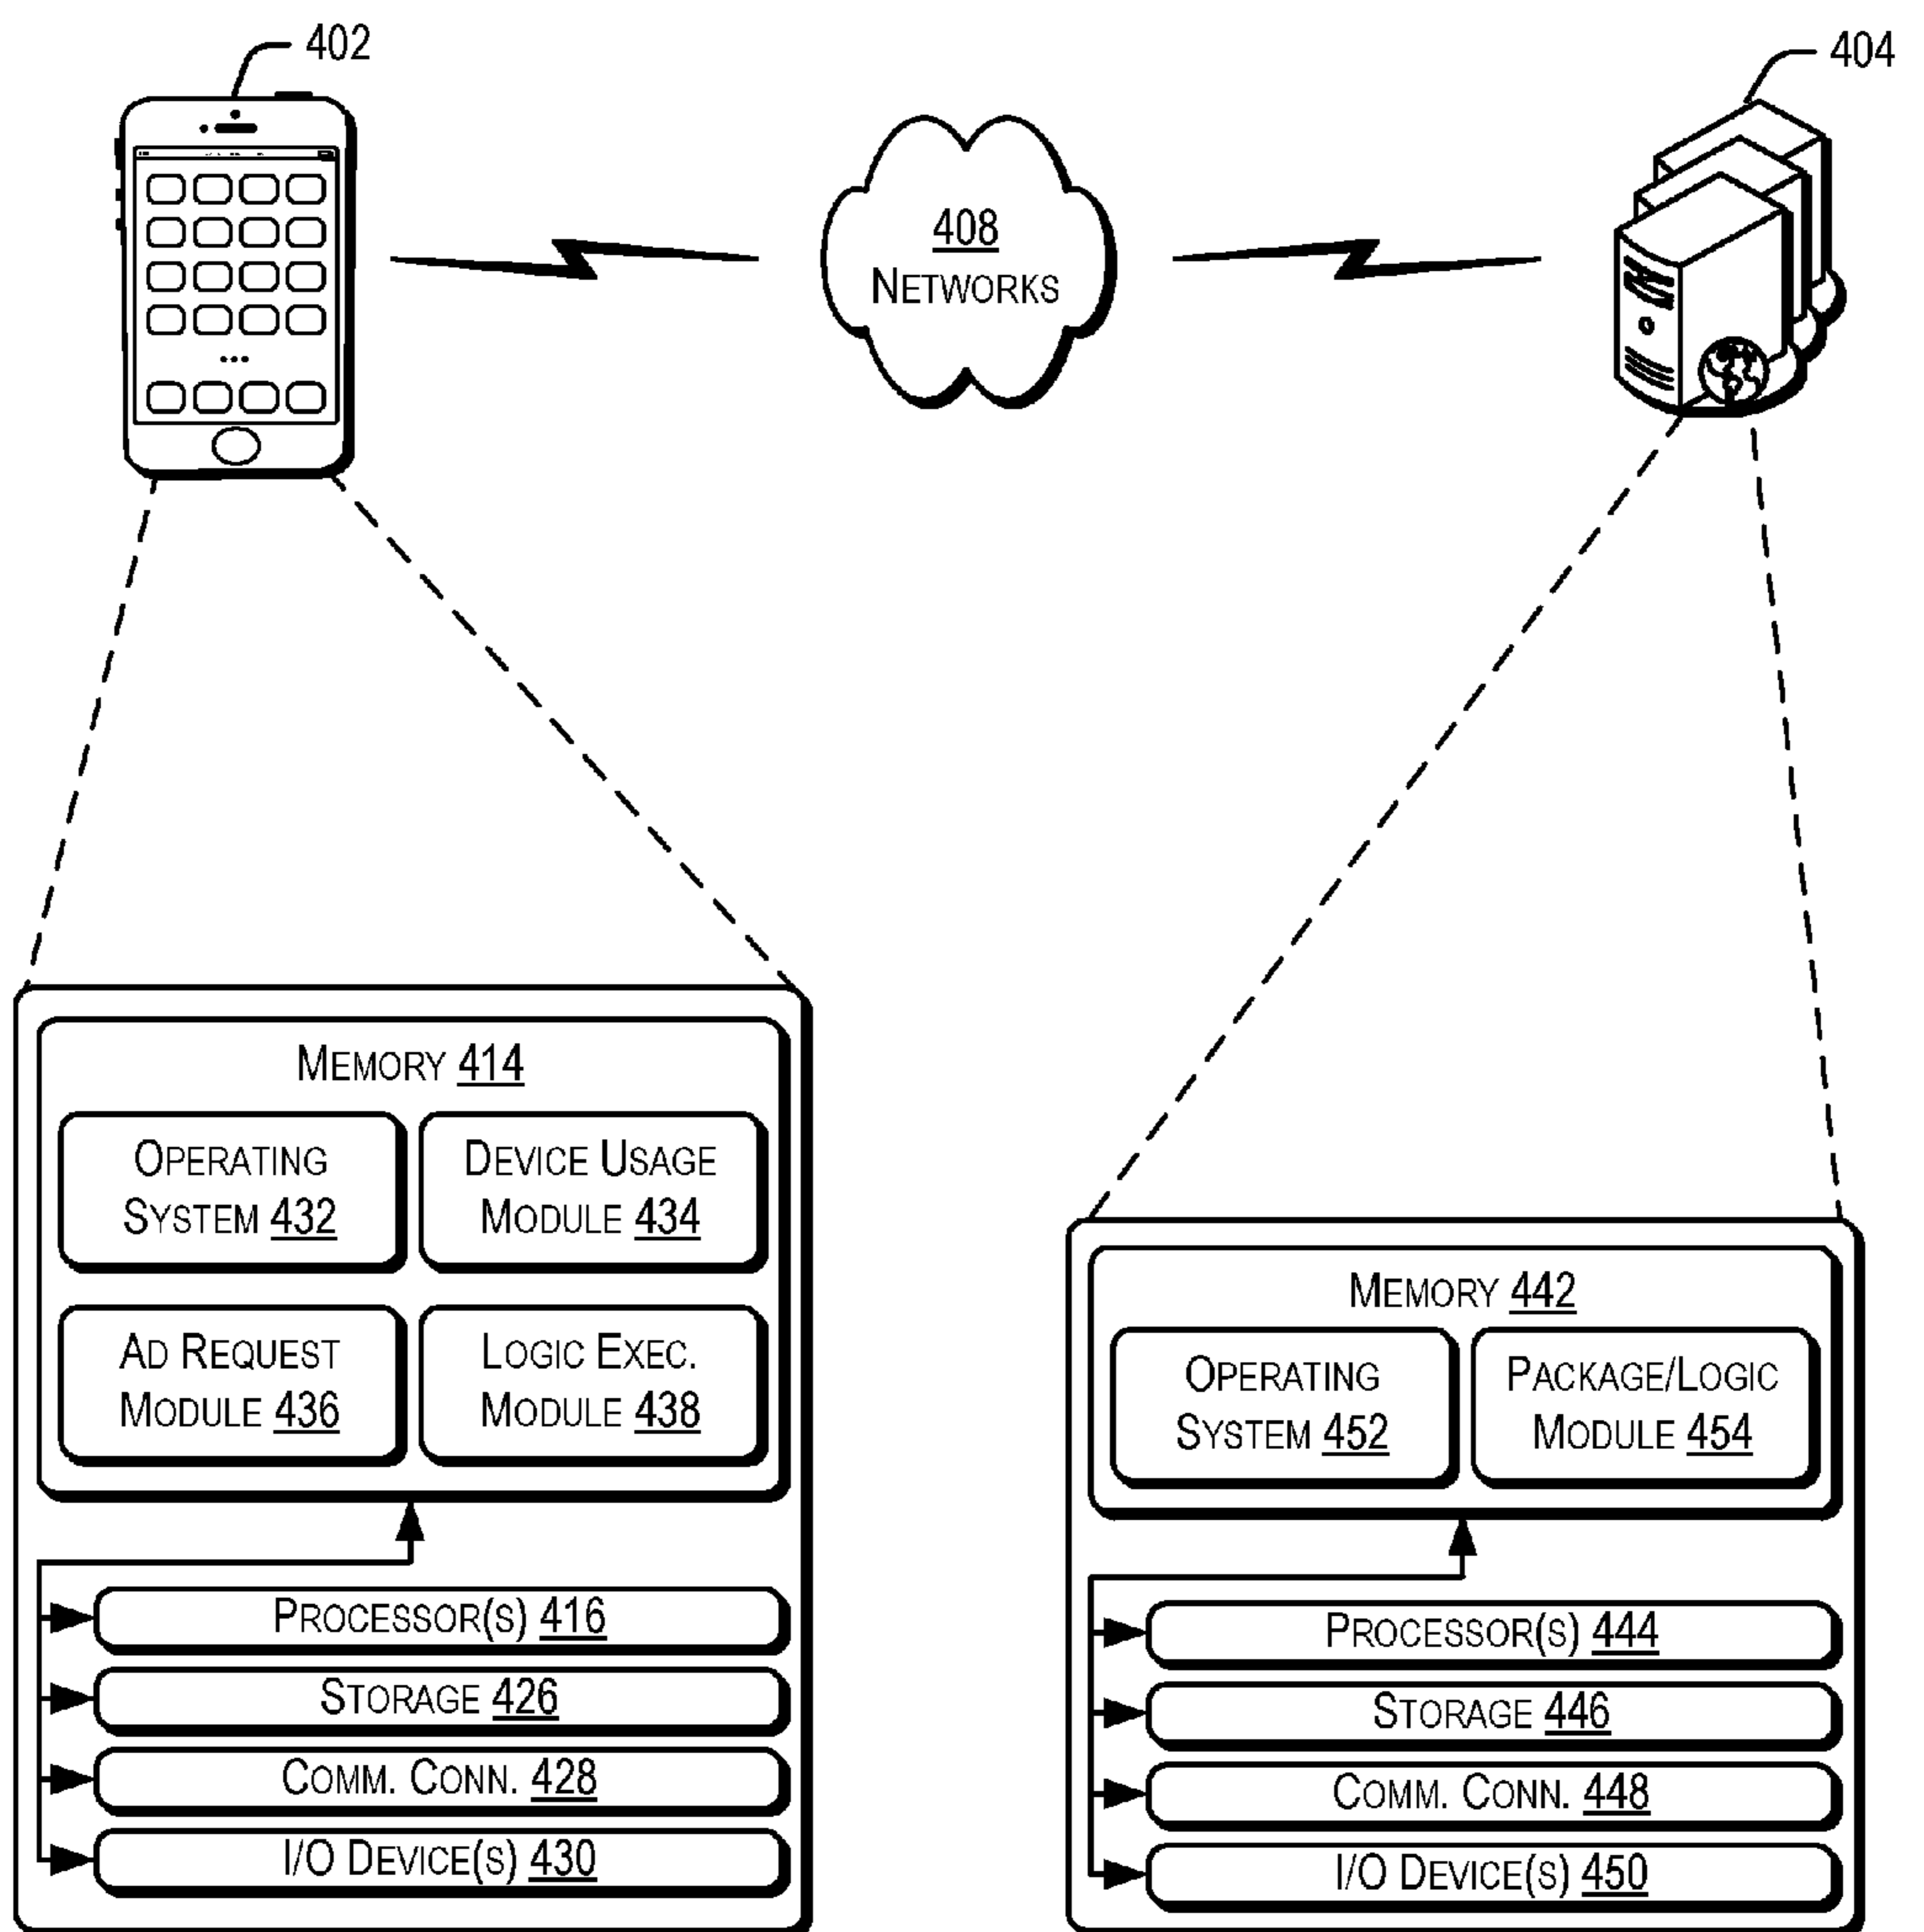 402
404
408
NETWORKS
MEMORY 414
OPERATING
SYSTEM 432
DEVICE USAGE
MODULE 434
AD REQUEST
MODULE 436
LOGIC EXEC.
MODULE 438
PROCESSOR(S) 416
STORAGE 426
COMM. CONN. 428
I/O DEVICE(S) 430
MEMORY 442
OPERATING
SYSTEM 452
PACKAGE/LOGIC
MODULE 454
PROCESSOR(S) 444
STORAGE 446
COMM. CONN. 448
I/O DEVICE(S) 450